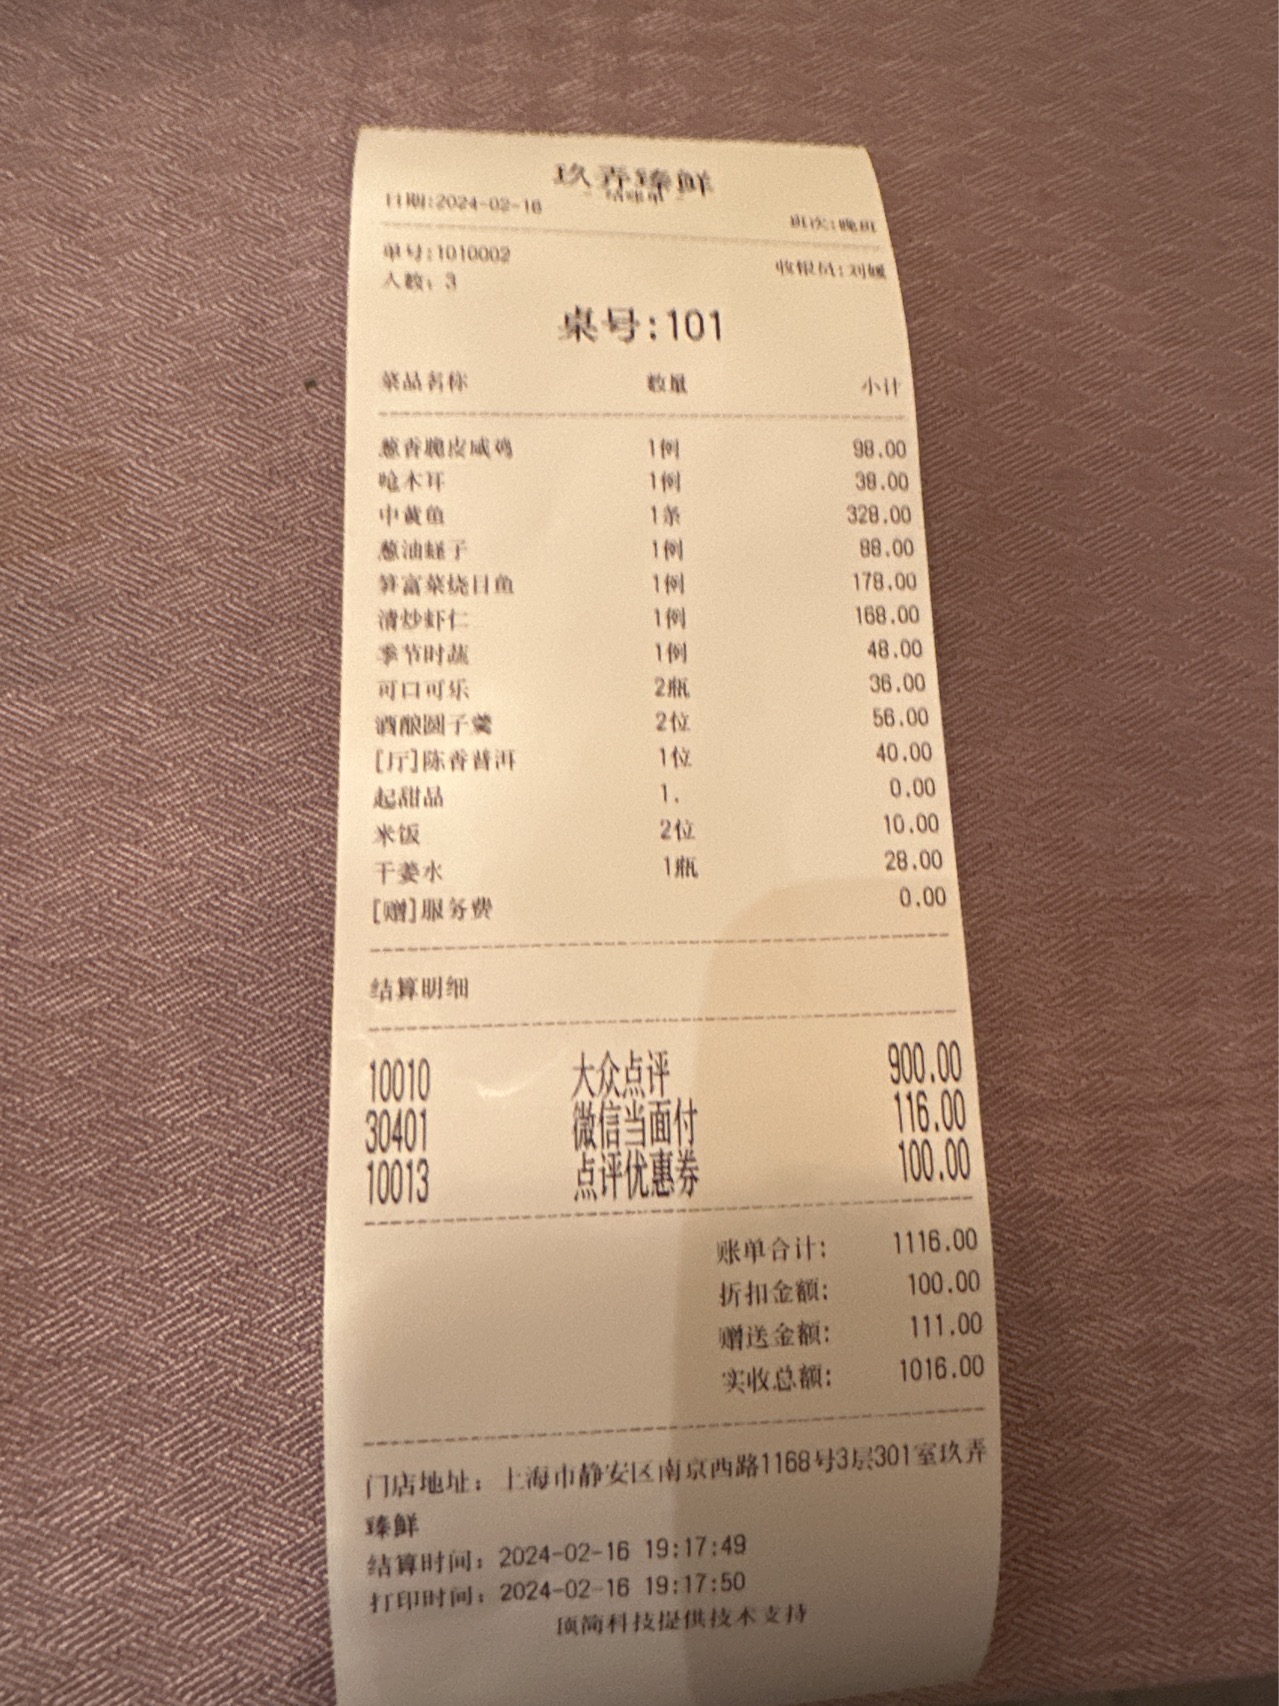 玖弄臻鲜
- 结账单 -
日期:2024-02-16
班次:晚班
单号:1010002
收银员:刘媛
人数: 3
桌号:101
菜品名称 数量 小计
葱香脆皮咸鸡 1例 98.00
呛木耳 1例 38.00
中黄鱼 1条 328.00
葱油蛏子 1例 88.00
笋富菜烧目鱼 1例 178.00
清炒虾仁 1例 168.00
季节时蔬 1例 48.00
可口可乐 2瓶 36.00
酒酿圆子羹 2位 56.00
[厅]陈香普洱 1位 40.00
起甜品 1. 0.00
米饭 2位 10.00
干姜水 1瓶 28.00
[赠]服务费 0.00
结算明细
10010 大众点评 900.00
30401 微信当面付 116.00
10013 点评优惠券 100.00
账单合计: 1116.00
折扣金额: 100.00
赠送金额: 111.00
实收总额: 1016.00
门店地址: 上海市静安区南京西路1168号3层301室玖弄
臻鲜
结算时间: 2024-02-16 19:17:49
打印时间: 2024-02-16 19:17:50
顶简科技提供技术支持